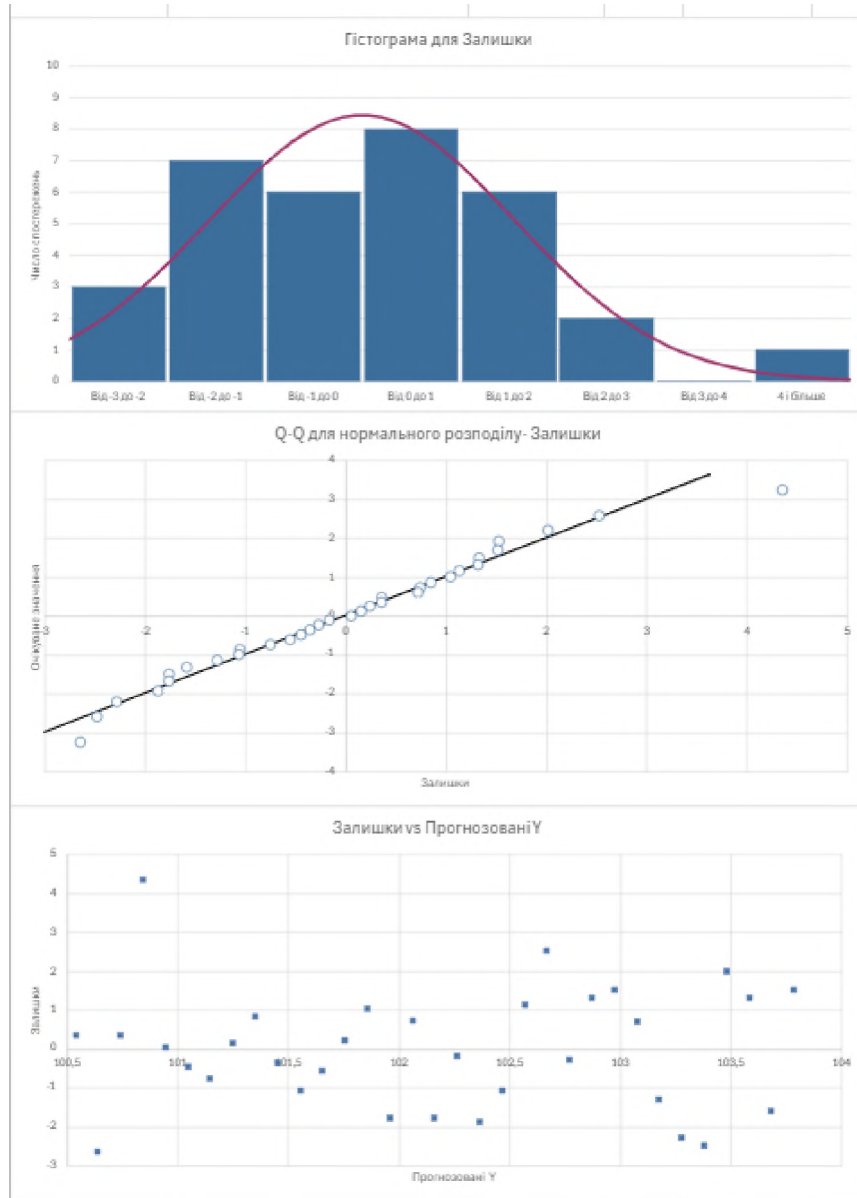 Гістограма для Залишки
10
9
8
7
6
5
4
3
2
1
0
Число спостережень
Від -3 до -2
Від -2 до -1
Від -1 до 0
Від 0 до 1
Від 1 до 2
Від 2 до 3
Від 3 до 4
4 і більше
Q-Q для нормального розподілу- Залишки
4
3
2
1
0
-1
-2
-3
-4
Очікуване значення
-3 -2 -1 0 1 2 3 4 5
Залишки
Залишки vs Прогнозовані Y
5
4
3
2
1
0
-1
-2
-3
Залишки
100,5 101 101,5 102 102,5 103 103,5 104
Прогнозовані Y